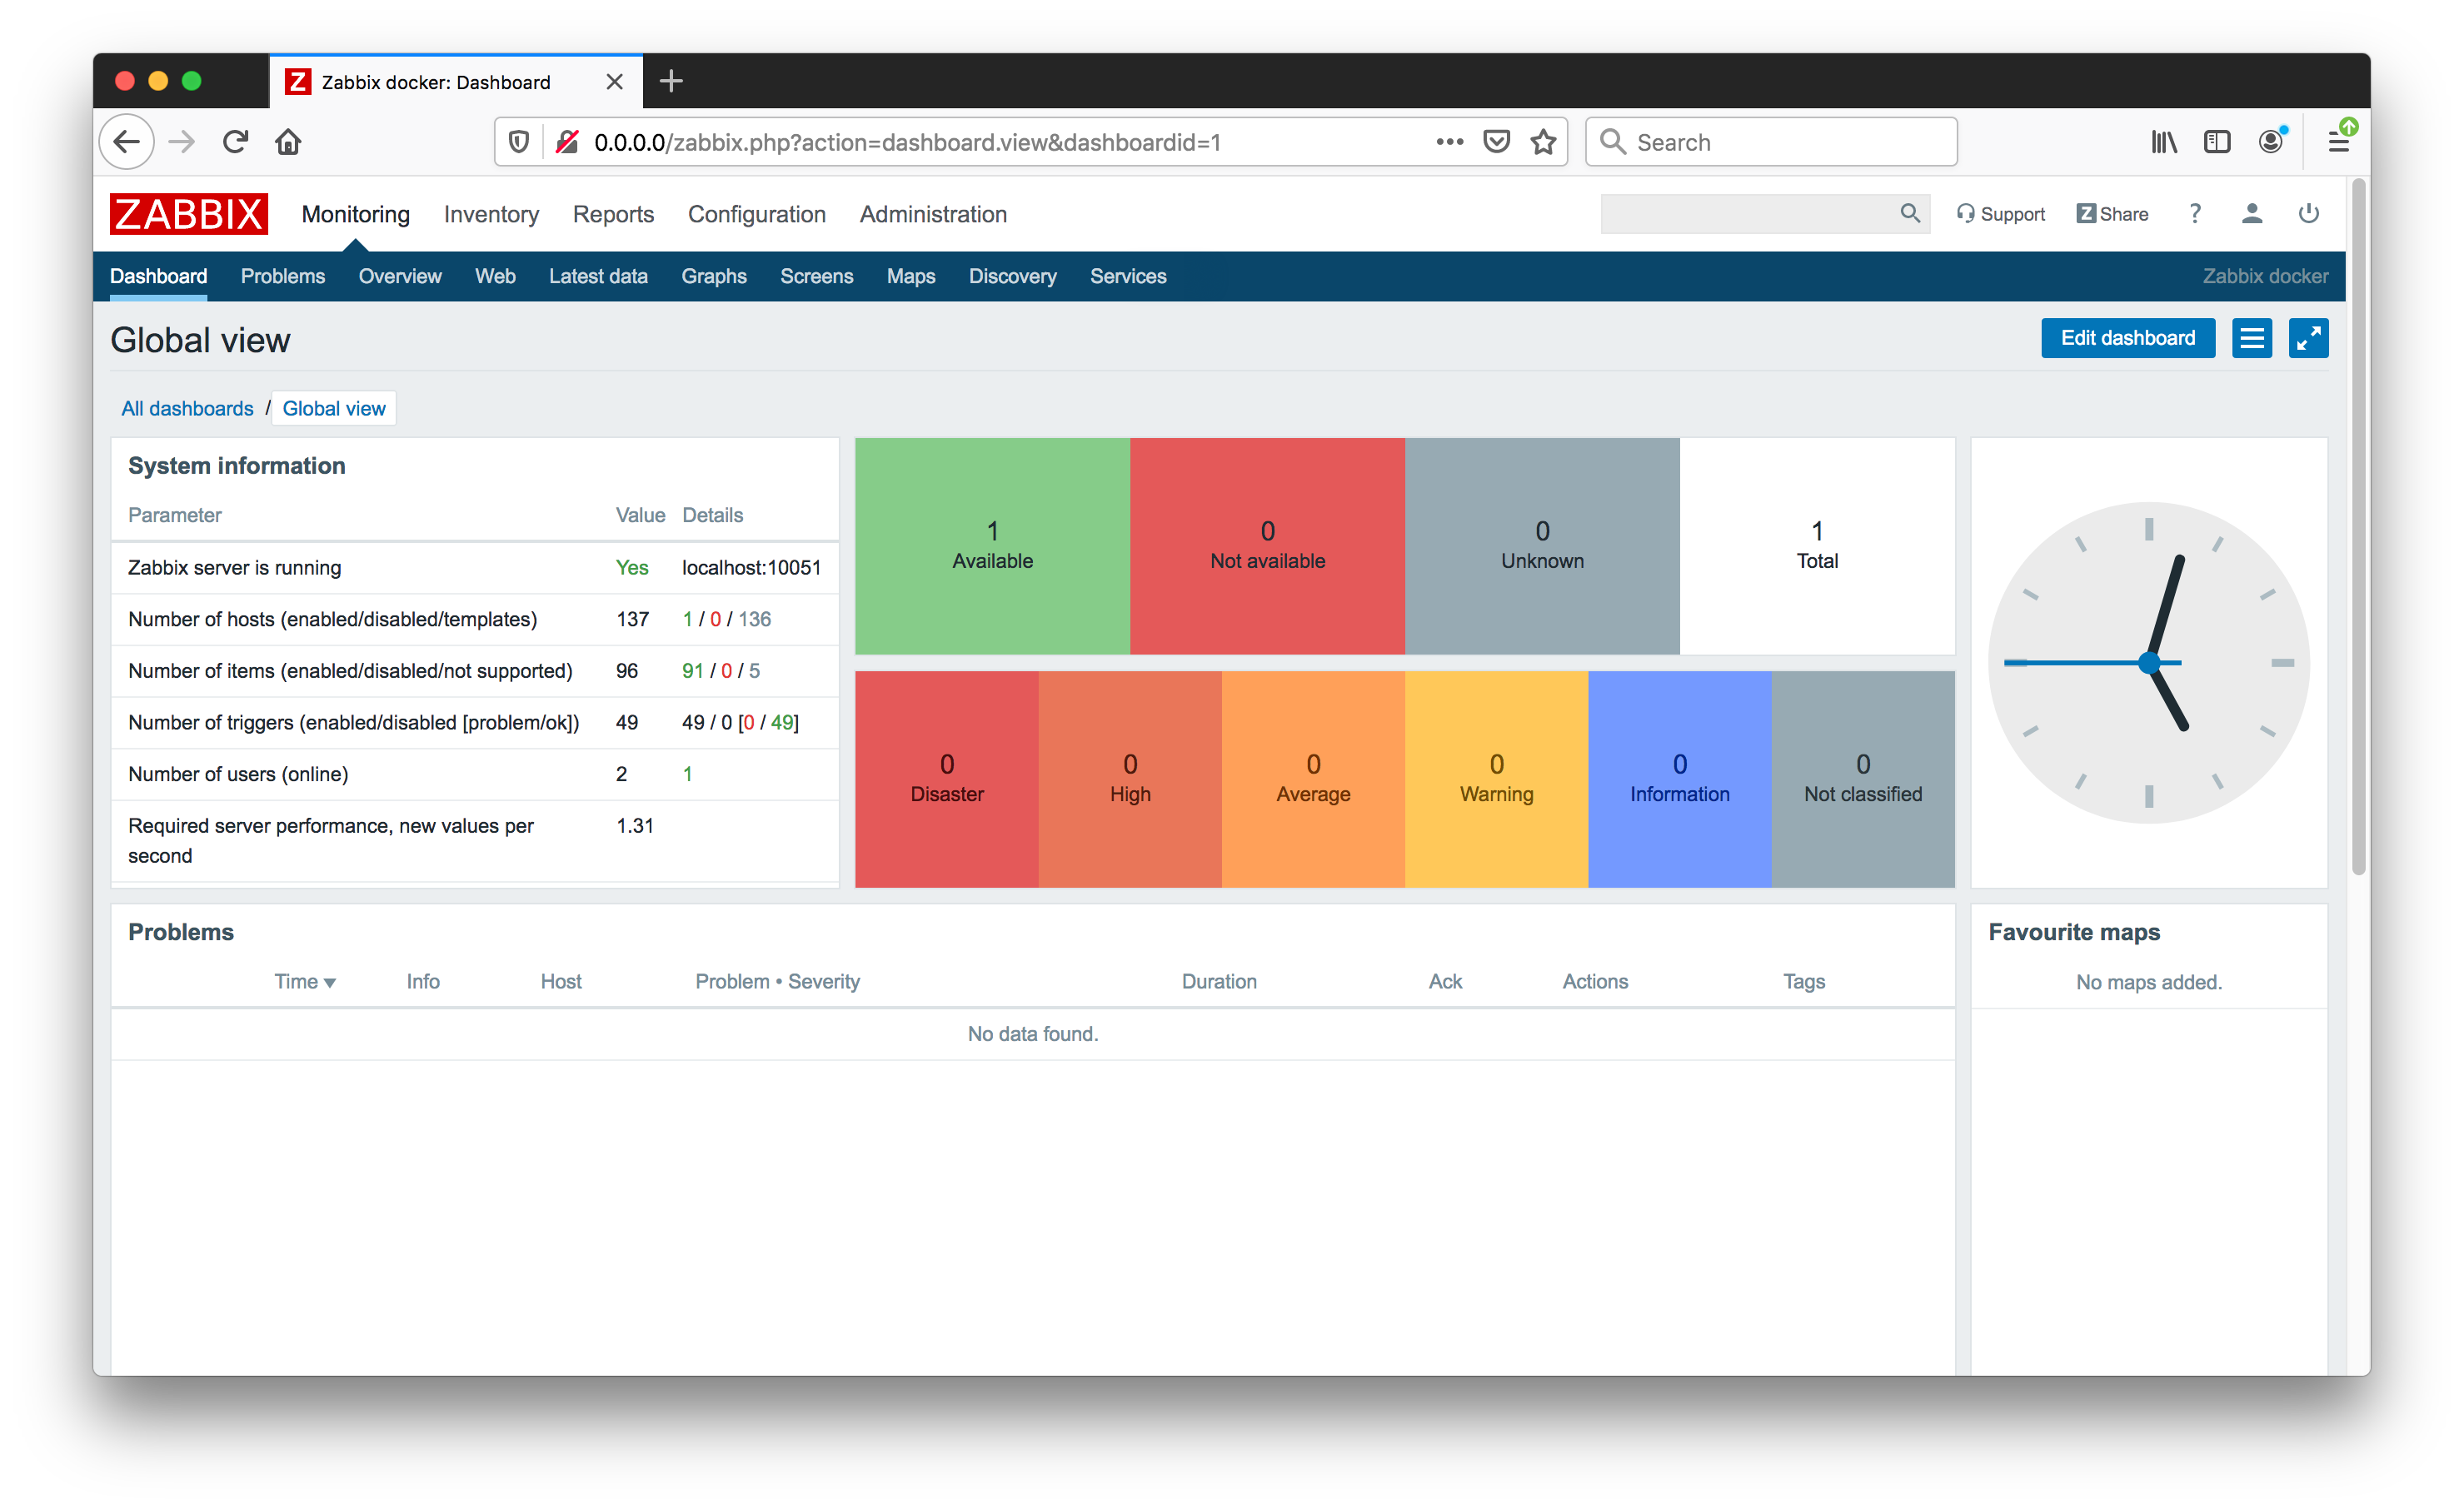 Z Zabbix docker: Dashboard
0.0.0.0/zabbix.php?action=dashboard.view&dashboardid=1
Search
ZABBIX Monitoring Inventory Reports Configuration Administration Support Z Share ?
Dashboard Problems Overview Web Latest data Graphs Screens Maps Discovery Services Zabbix docker
Global view Edit dashboard
All dashboards / Global view
System information
Parameter Value Details
Zabbix server is running Yes localhost:10051
Number of hosts (enabled/disabled/templates) 137 1 / 0 / 136
Number of items (enabled/disabled/not supported) 96 91 / 0 / 5
Number of triggers (enabled/disabled [problem/ok]) 49 49 / 0 [0 / 49]
Number of users (online) 2 1
Required server performance, new values per 1.31
second
1 0 0 1
Available Not available Unknown Total
0 0 0 0 0 0
Disaster High Average Warning Information Not classified
Problems
Time Info Host Problem • Severity Duration Ack Actions Tags
No data found.
Favourite maps
No maps added.